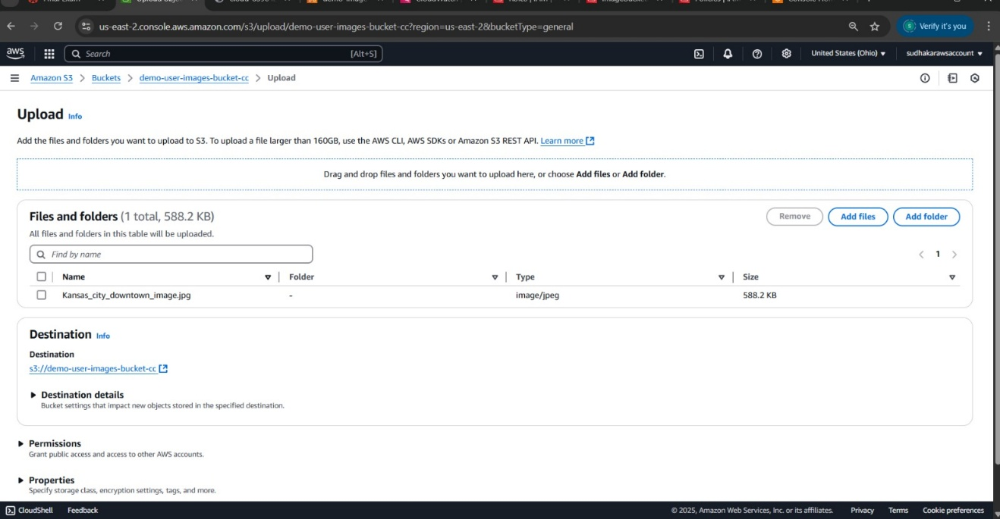 us-east-2.console.aws.amazon.com/s3/upload/demo-user-images-bucket-cc?region=us-east-2&bucketType=general
Verify it's you
aws
Search
[Alt+S]
United States (Ohio)
sudhakarawsaccount
Amazon S3 > Buckets > demo-user-images-bucket-cc > Upload
Upload Info
Add the files and folders you want to upload to S3. To upload a file larger than 160GB, use the AWS CLI, AWS SDKs or Amazon S3 REST API. Learn more
Drag and drop files and folders you want to upload here, or choose Add files or Add folder.
Files and folders (1 total, 588.2 KB)
Remove
Add files
Add folder
All files and folders in this table will be uploaded.
Find by name
1
Name Folder Type Size
Kansas_city_downtown_image.jpg - image/jpeg 588.2 KB
Destination Info
Destination
s3://demo-user-images-bucket-cc
Destination details
Bucket settings that impact new objects stored in the specified destination.
Permissions
Grant public access and access to other AWS accounts.
Properties
Specify storage class, encryption settings, tags, and more.
CloudShell Feedback © 2025, Amazon Web Services, Inc. or its affiliates. Privacy Terms Cookie preferences